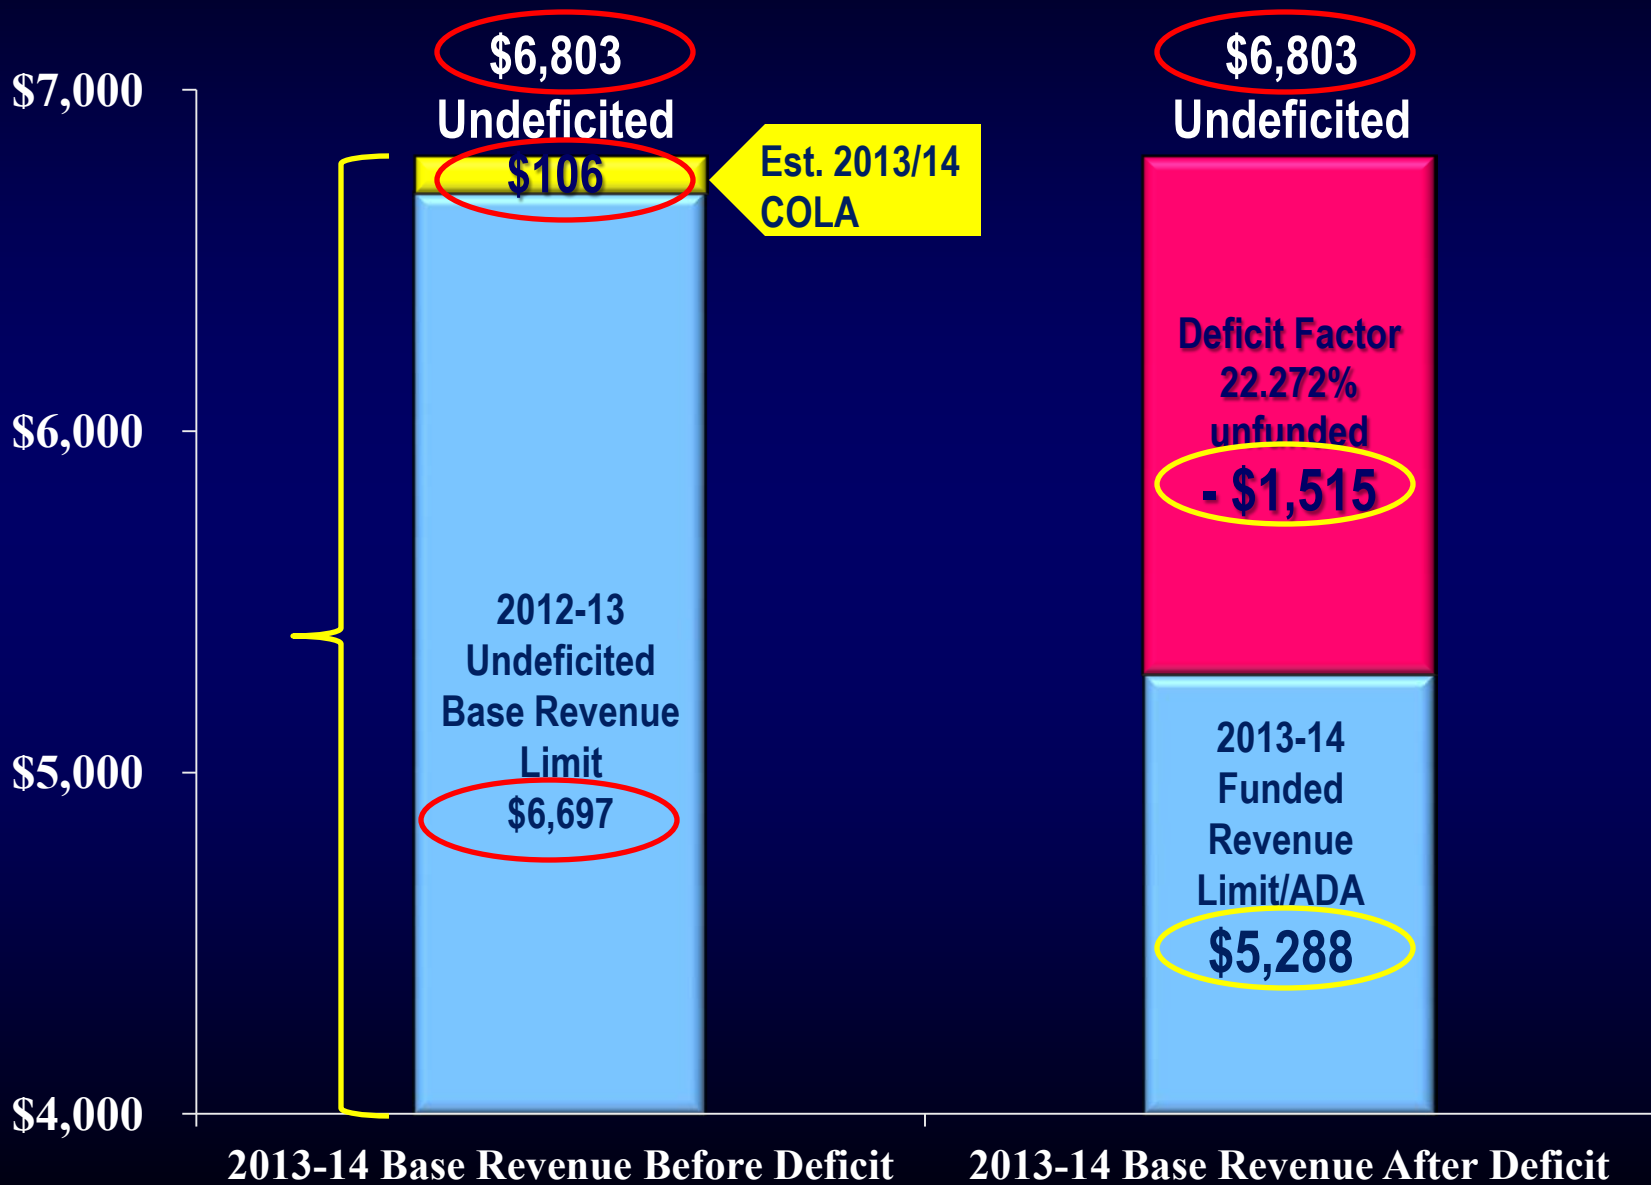 $7,000
$6,000
$5,000
$4,000
$6,803
Undeficited
$106
Est. 2013/14
COLA
2012-13
Undeficited
Base Revenue
Limit
$6,697
2013-14 Base Revenue Before Deficit
$6,803
Undeficited
Deficit Factor
22.272%
unfunded
- $1,515
2013-14
Funded
Revenue
Limit/ADA
$5,288
2013-14 Base Revenue After Deficit